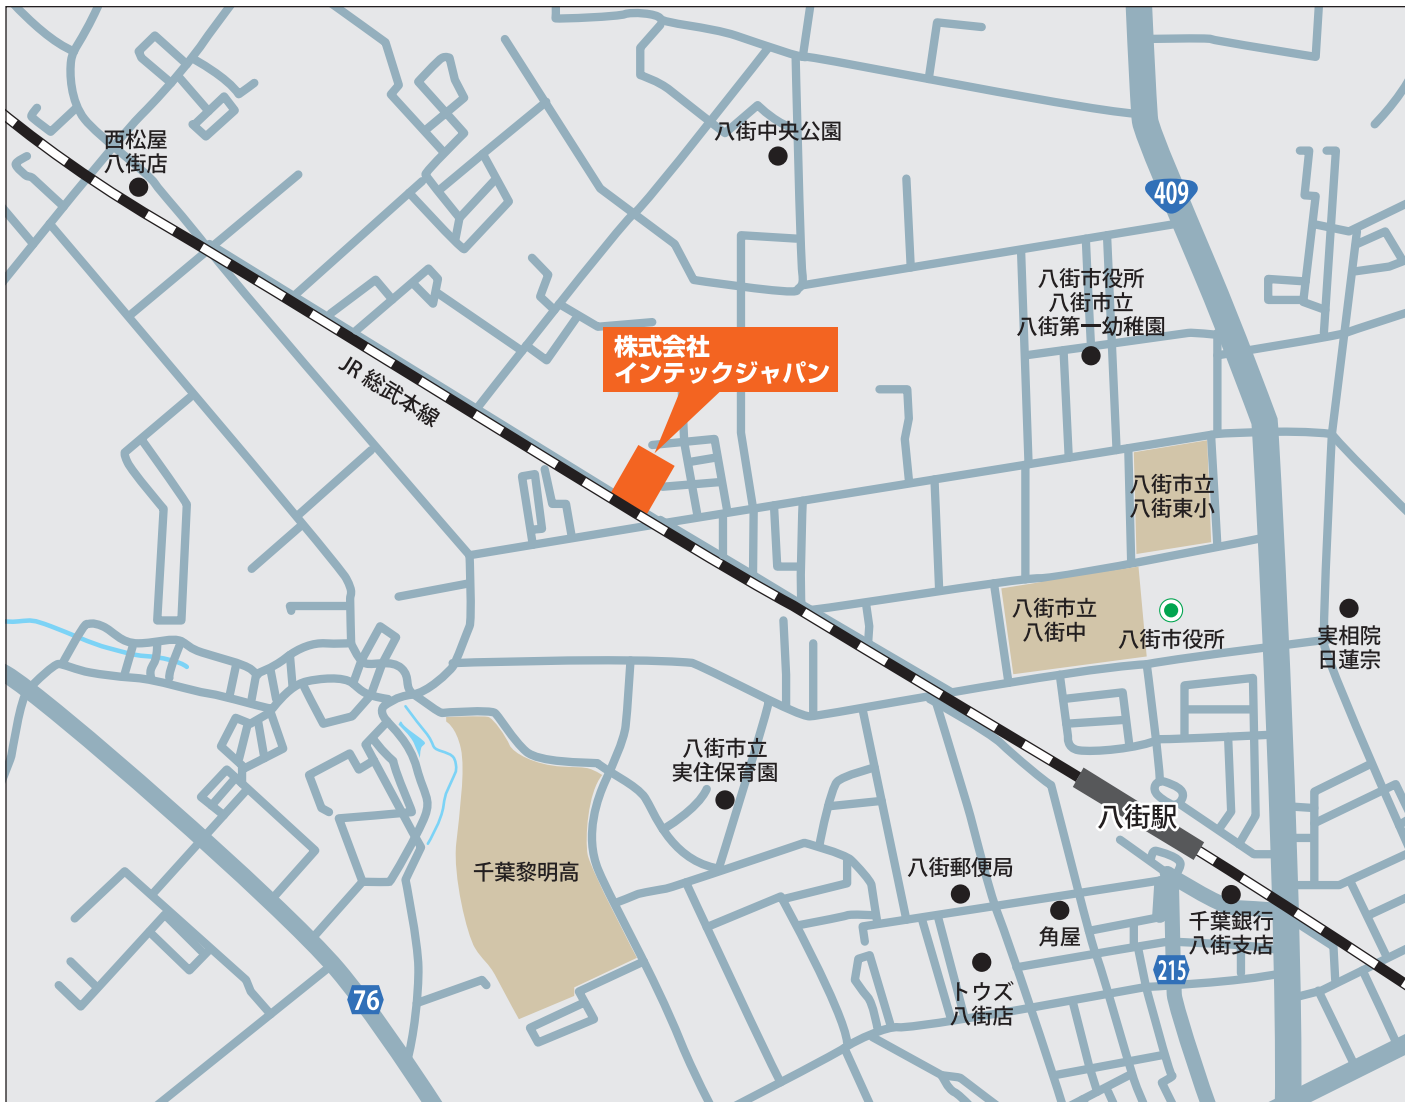 八街中央公園
西松屋
八街店
409
八街市役所
八街市立
八街第一幼稚園
株式会社
インテックジャパン
JR 総武本線
八街市立
八街東小
八街市立
八街中
八街市役所
実相院
日蓮宗
八街市立
実住保育園
八街駅
千葉黎明高
八街郵便局
角屋
千葉銀行
八街支店
トウズ
八街店
215
76